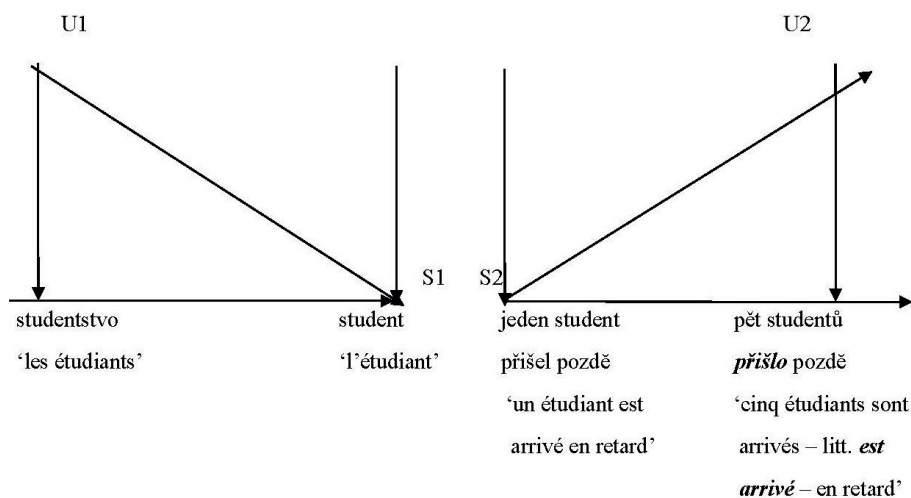 U1
U2
S1
S2
studentstvo
student
jeden student
pět studentů
‘les étudiants’
‘l’étudiant’
přišel pozdě
přišlo pozdě
‘un étudiant est
‘cinq étudiants sont
arrivé en retard’
arrivés – litt. est
arrivé – en retard’